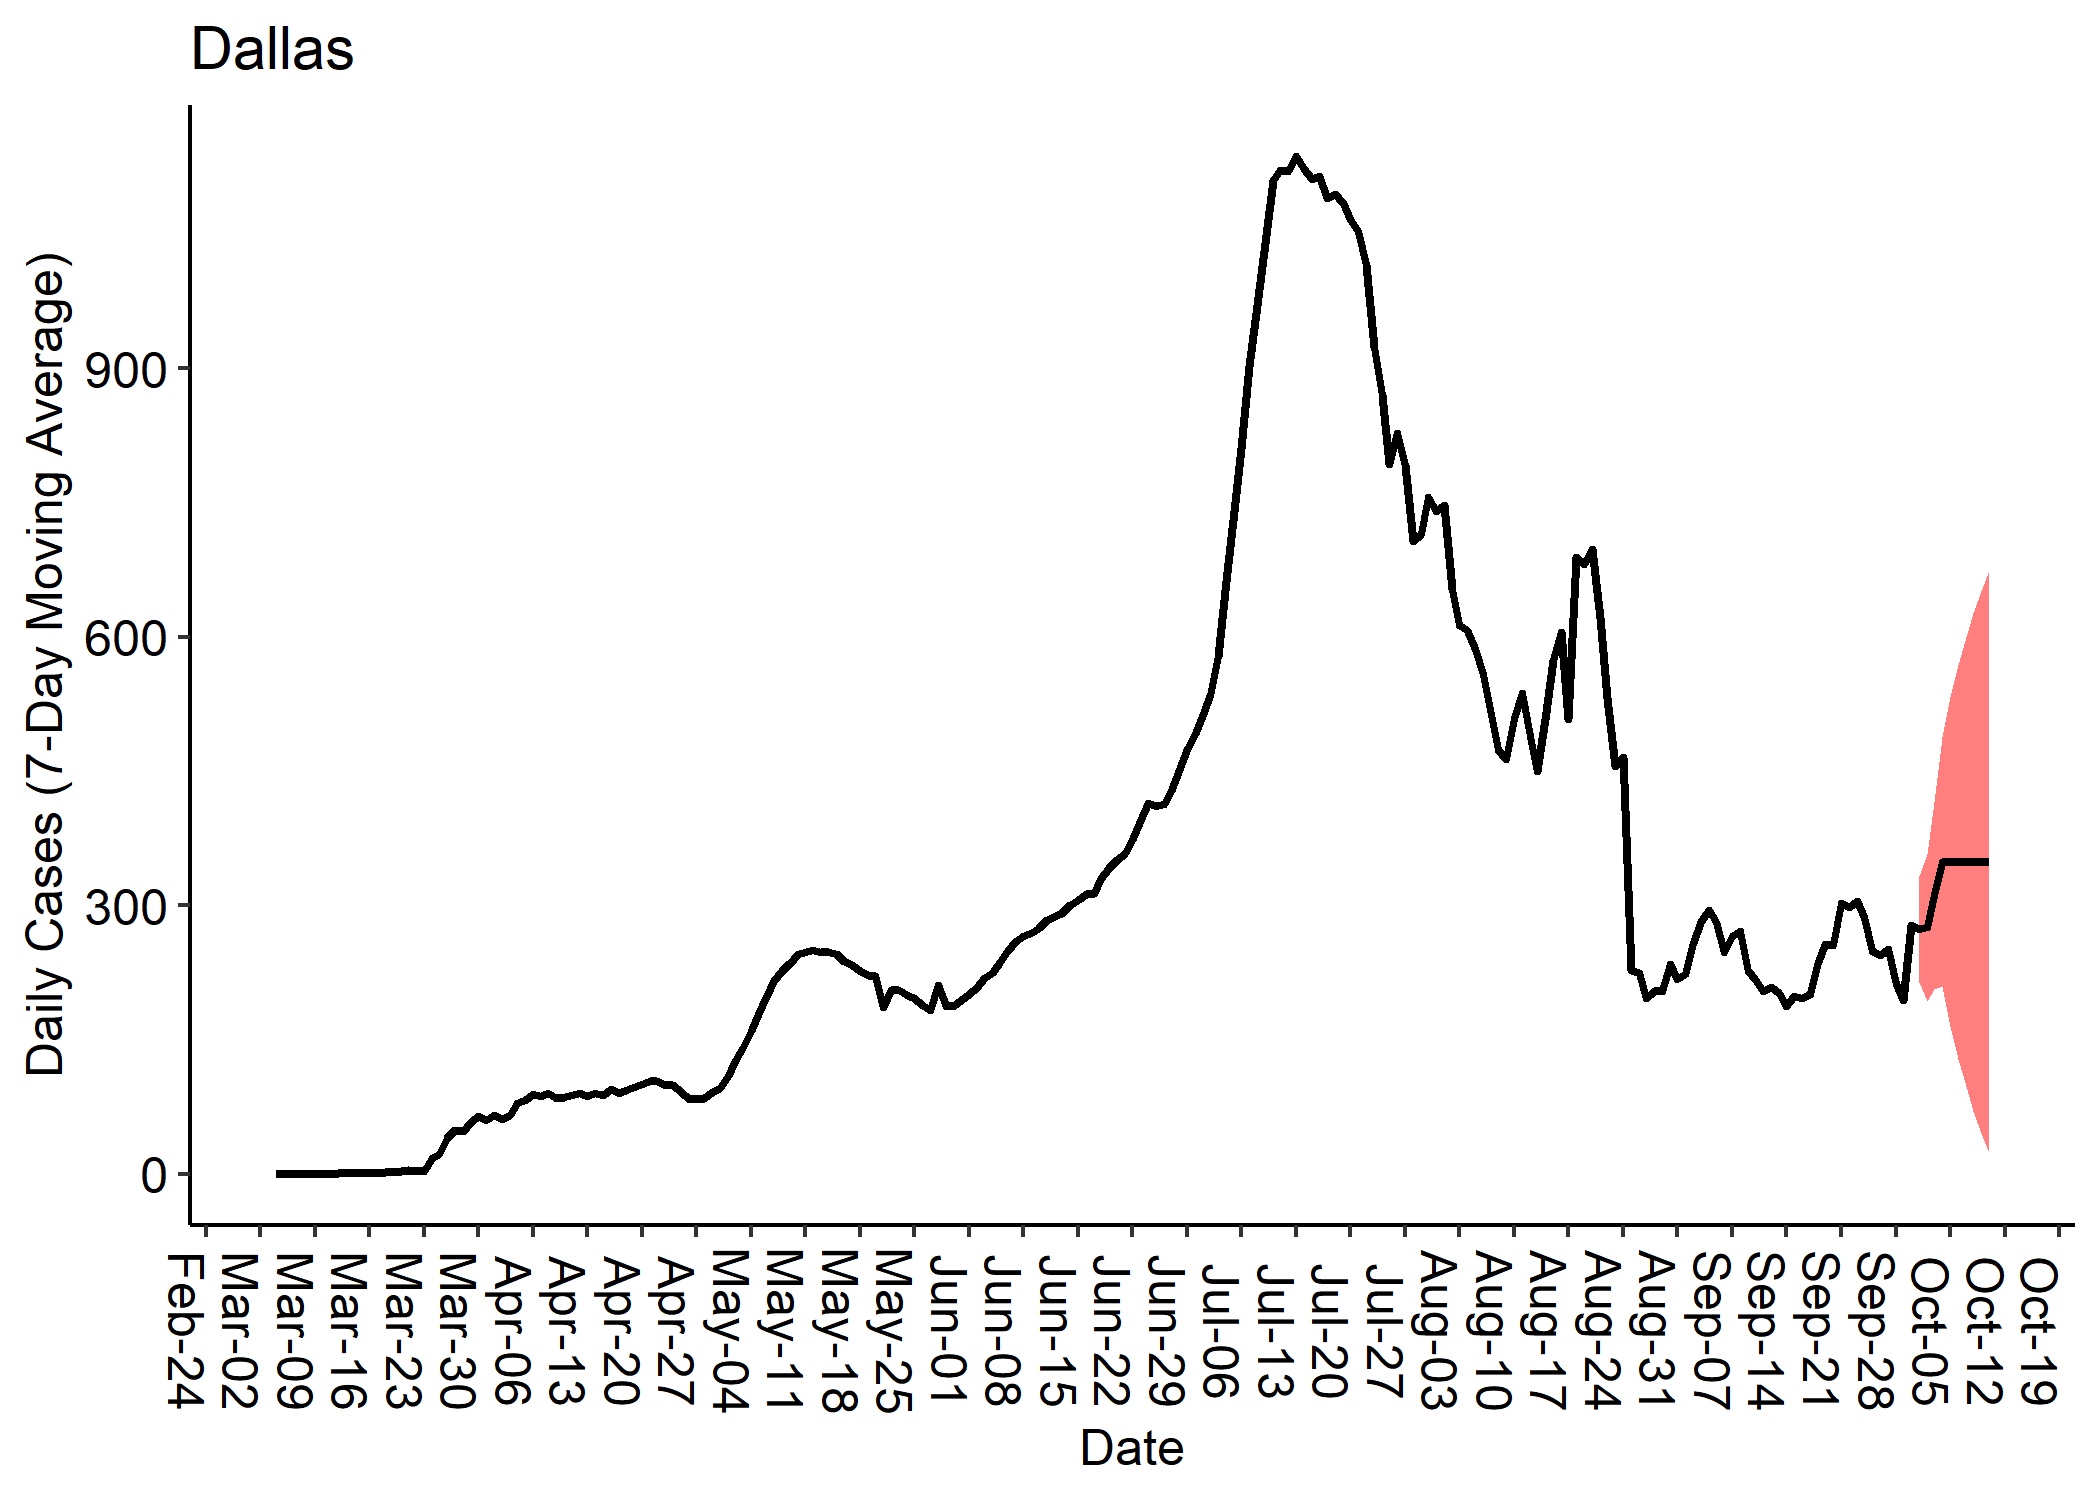 Dallas
Daily Cases (7-Day Moving Average)
900
600
300
0
Feb-24
Mar-02
Mar-09
Mar-16
Mar-23
Mar-30
Apr-06
Apr-13
Apr-20
Apr-27
May-04
May-11
May-18
May-25
Jun-01
Jun-08
Jun-15
Jun-22
Jun-29
Jul-06
Jul-13
Jul-20
Jul-27
Aug-03
Aug-10
Aug-17
Aug-24
Aug-31
Sep-07
Sep-14
Sep-21
Sep-28
Oct-05
Oct-12
Oct-19
Date